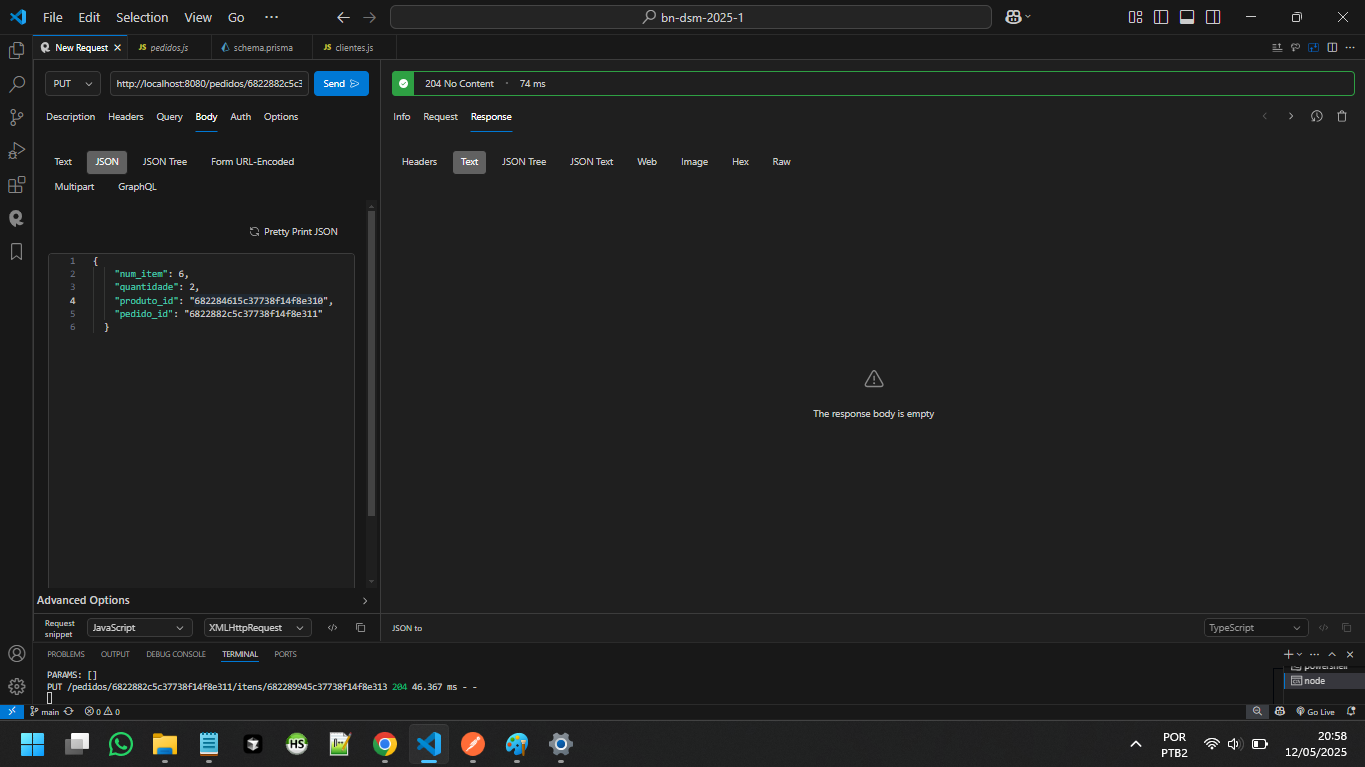 File Edit Selection View Go ···
bn-dsm-2025-1
New Request
JS pedidos.js
schema.prisma
JS clientes.js
PUT
http://localhost:8080/pedidos/6822882c5c3
Send
204 No Content · 74 ms
Description Headers Query Body Auth Options
Info Request Response
Text JSON JSON Tree Form URL-Encoded
Multipart GraphQL
Headers Text JSON Tree JSON Text Web Image Hex Raw
Pretty Print JSON
1 {
2 "num_item": 6,
3 "quantidade": 2,
4 "produto_id": "682284615c37738f14f8e310",
5 "pedido_id": "6822882c5c37738f14f8e311"
6 }
The response body is empty
Advanced Options
Request snippet
JavaScript
XMLHttpRequest
JSON to
TypeScript
PROBLEMS OUTPUT DEBUG CONSOLE TERMINAL PORTS
PARAMS: []
PUT /pedidos/6822882c5c37738f14f8e311/itens/682289945c37738f14f8e313 204 46.367 ms - -
powershell
node
main
0 0
Go Live
HS
POR
PTB2
20:58
12/05/2025